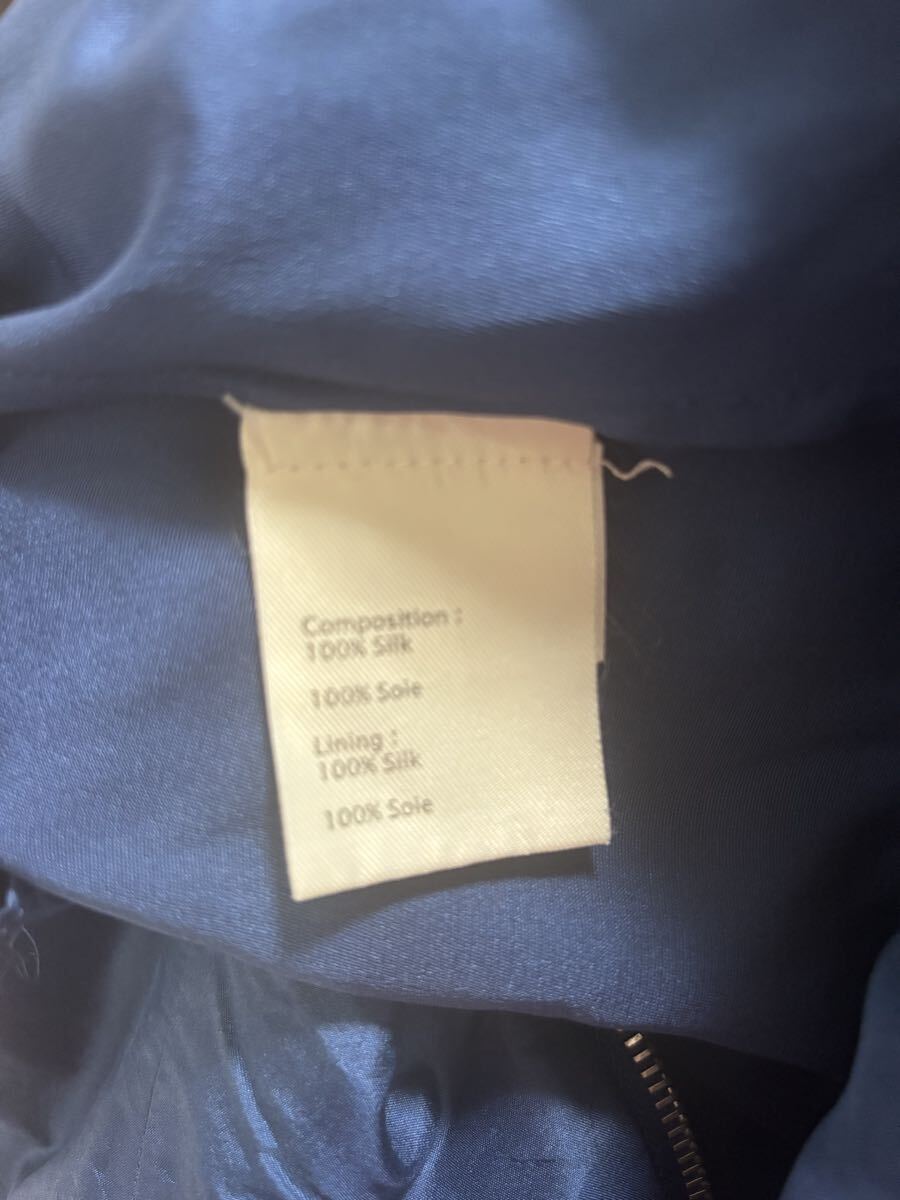 Composition :
100% Silk
100% Soie
Lining :
100% Silk
100% Soie